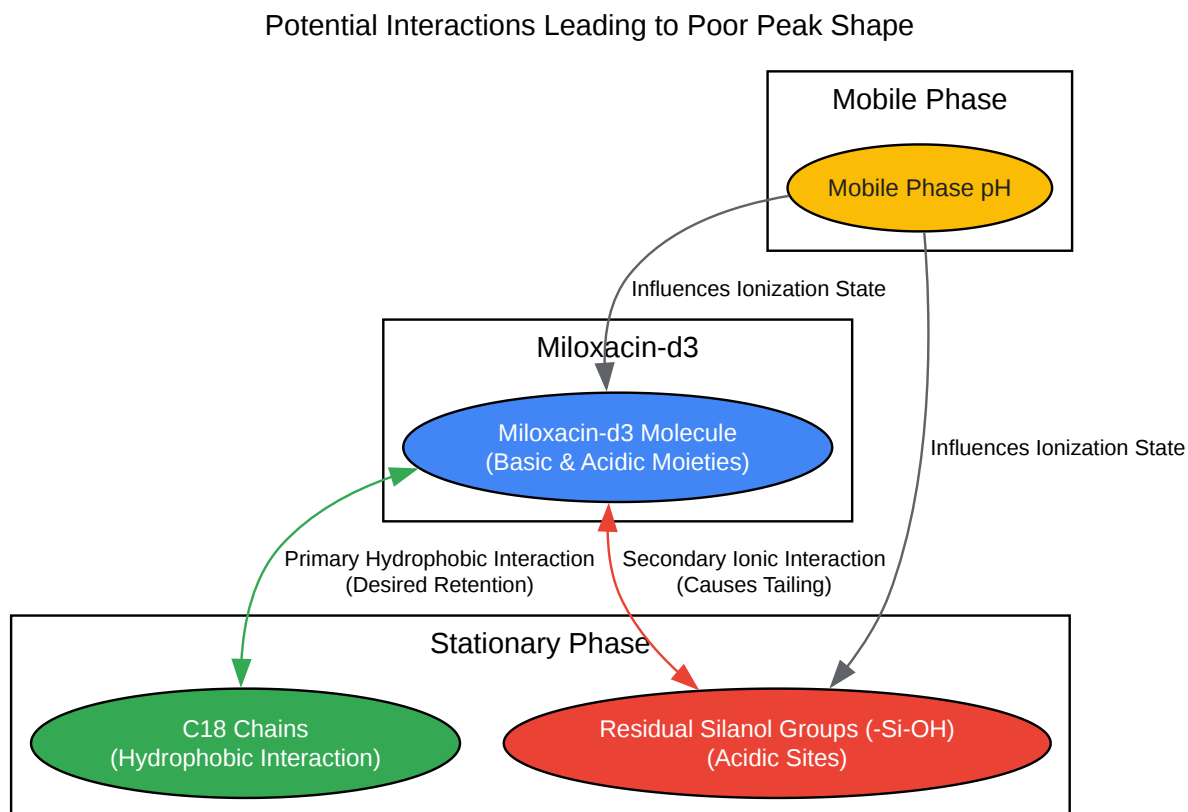 Potential Interactions Leading to Poor Peak Shape
Mobile Phase
Mobile Phase pH
Influences Ionization State
Miloxacin-d3
Miloxacin-d3 Molecule
(Basic & Acidic Moieties)
Influences Ionization State
Primary Hydrophobic Interaction
(Desired Retention)
Secondary Ionic Interaction
(Causes Tailing)
Stationary Phase
C18 Chains
(Hydrophobic Interaction)
Residual Silanol Groups (-Si-OH)
(Acidic Sites)